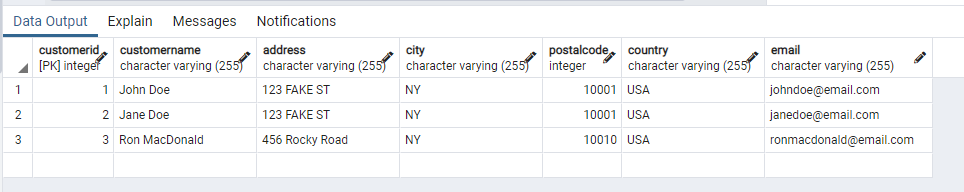 Data Output Explain Messages Notifications
customerid customername address city postalcode country email
[PK] integer character varying (255) character varying (255) character varying (255) integer character varying (255) character varying (255)
1 1 John Doe 123 FAKE ST NY 10001 USA johndoe@email.com
2 2 Jane Doe 123 FAKE ST NY 10001 USA janedoe@email.com
3 3 Ron MacDonald 456 Rocky Road NY 10010 USA ronmacdonald@email.com